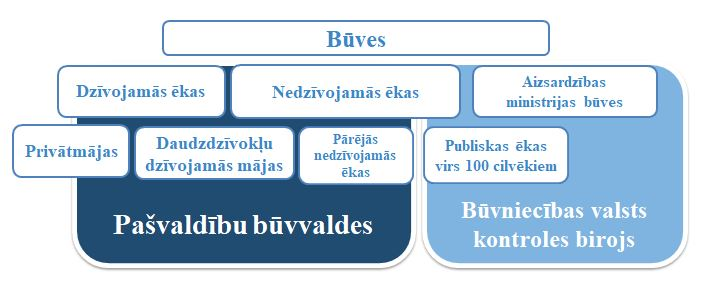 Būves
Dzīvojamās ēkas
Nedzīvojamās ēkas
Aizsardzības
ministrijas būves
Privātmājas
Daudzdzīvokļu
dzīvojamās mājas
Pārējās
nedzīvojamās
ēkas
Publiskas ēkas
virs 100 cilvēkiem
Pašvaldību būvvaldes
Būvniecības valsts
kontroles birojs